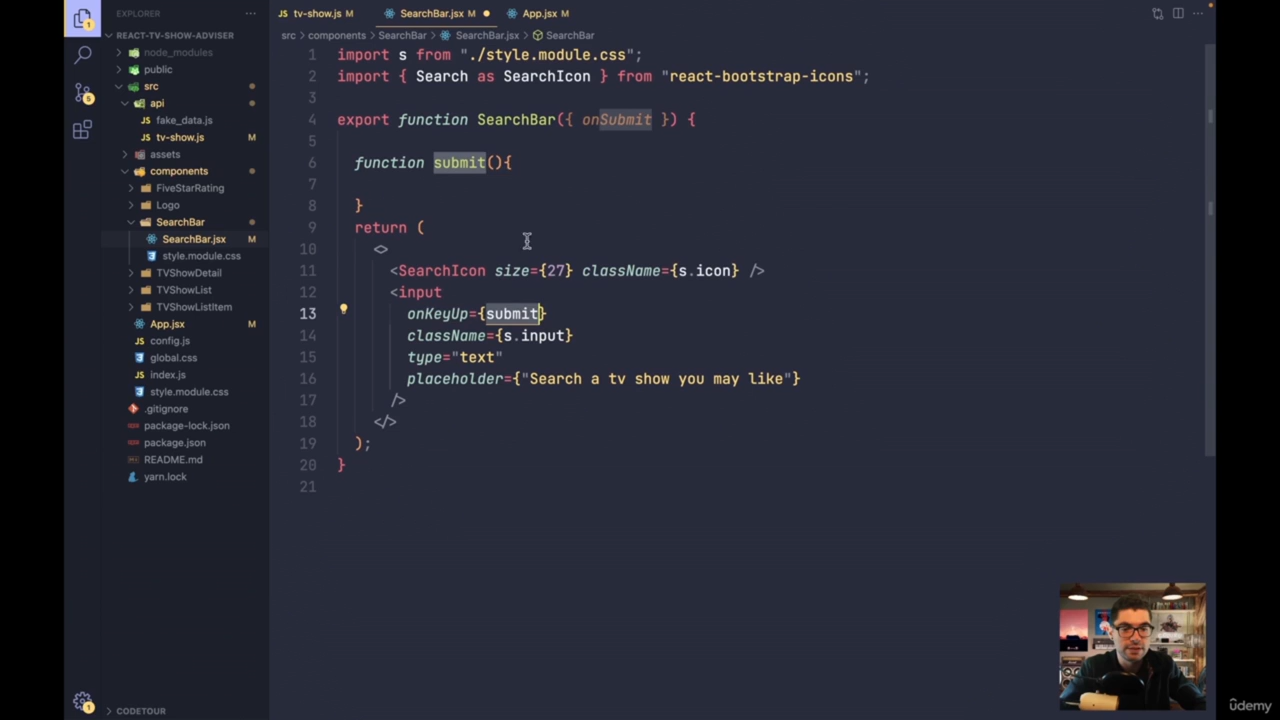 EXPLORER
REACT-TV-SHOW-ADVISER
node_modules
public
src
api
fake_data.js
tv-show.js M
assets
components
FiveStarRating
Logo
SearchBar
SearchBar.jsx M
style.module.css
TVShowDetail
TVShowList
TVShowListItem
App.jsx M
config.js
global.css
index.js
style.module.css
.gitignore
package-lock.json
package.json
README.md
yarn.lock
CODETOUR
1
5
1
tv-show.js M SearchBar.jsx M App.jsx M
src > components > SearchBar > SearchBar.jsx > SearchBar
1 import s from "./style.module.css";
2 import { Search as SearchIcon } from "react-bootstrap-icons";
3
4 export function SearchBar({ onSubmit }) {
5
6 function submit(){
7
8 }
9 return (
10 <>
11 <SearchIcon size={27} className={s.icon} />
12 <input
13 onKeyUp={submit}
14 className={s.input}
15 type="text"
16 placeholder={"Search a tv show you may like"}
17 />
18 </>
19 );
20 }
21
ûdemy